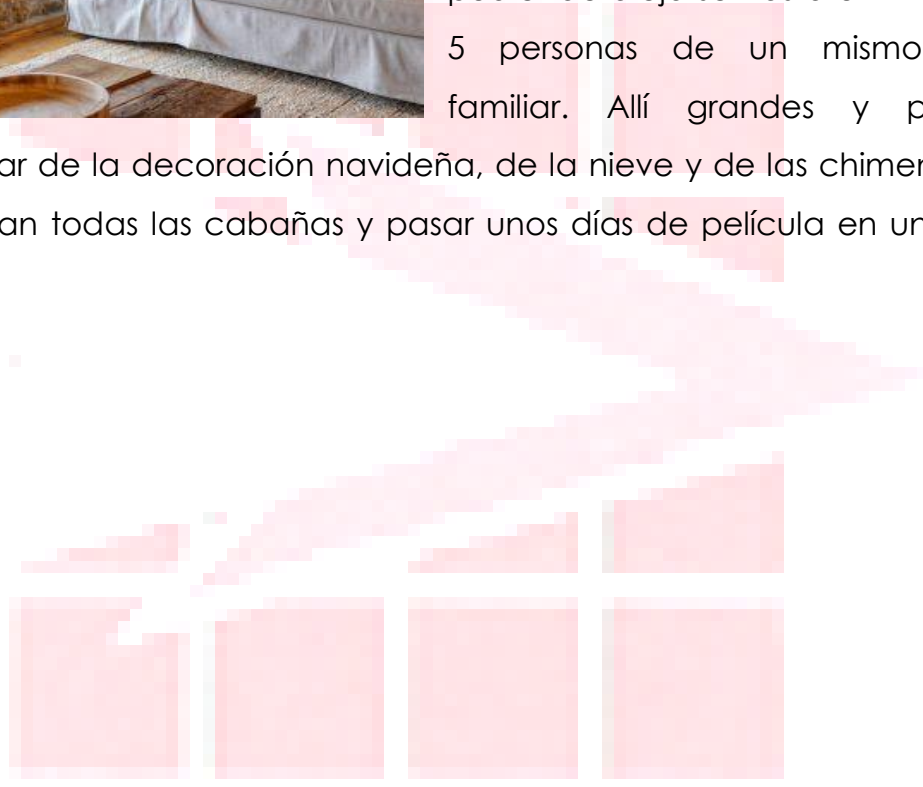 5 personas de un mismo
familiar. Allí grandes y p
ar de la decoración navideña, de la nieve y de las chimen
an todas las cabañas y pasar unos días de película en un